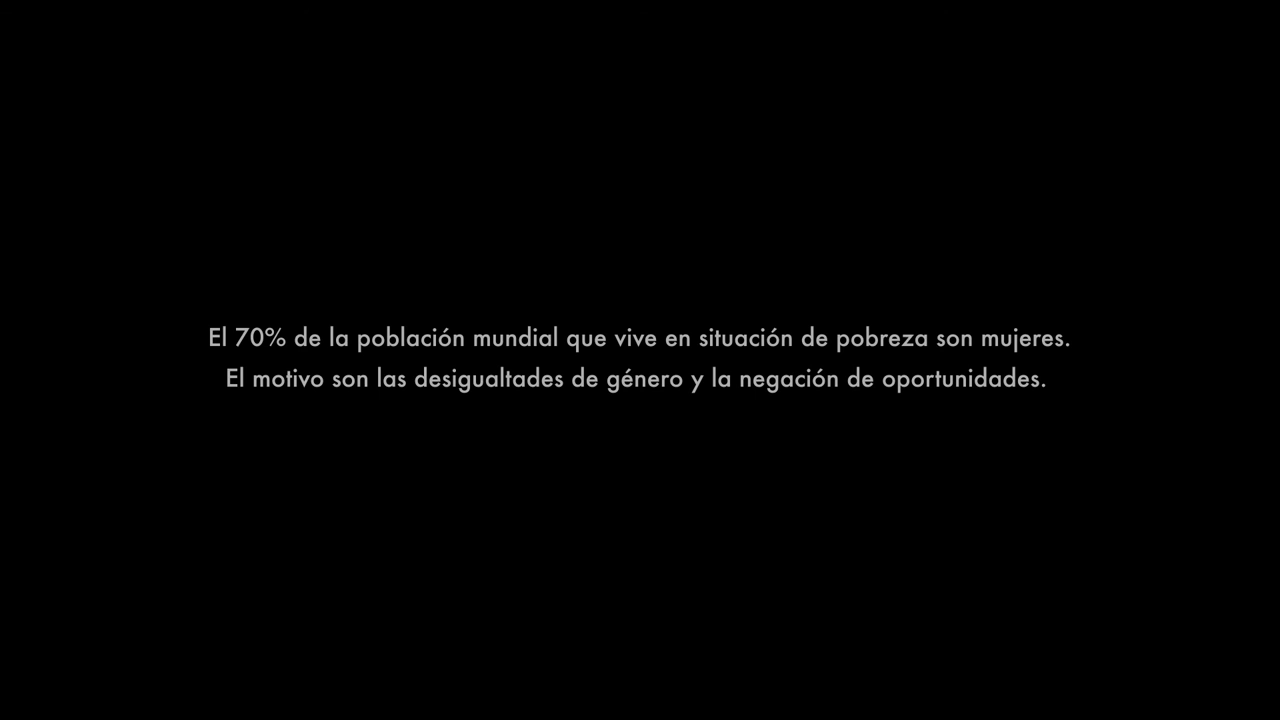 El 70% de la población mundial que vive en situación de pobreza son mujeres.
El motivo son las desigualtades de género y la negación de oportunidades.